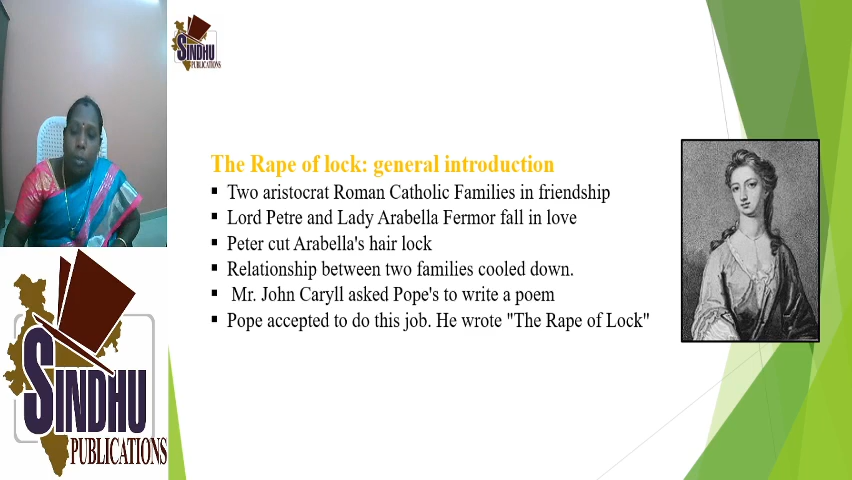 SINDHU
PUBLICATIONS
The Rape of lock: general introduction
▪ Two aristocrat Roman Catholic Families in friendship
▪ Lord Petre and Lady Arabella Fermor fall in love
▪ Peter cut Arabella's hair lock
▪ Relationship between two families cooled down.
▪ Mr. John Caryll asked Pope's to write a poem
▪ Pope accepted to do this job. He wrote "The Rape of Lock"
SINDHU
PUBLICATIONS